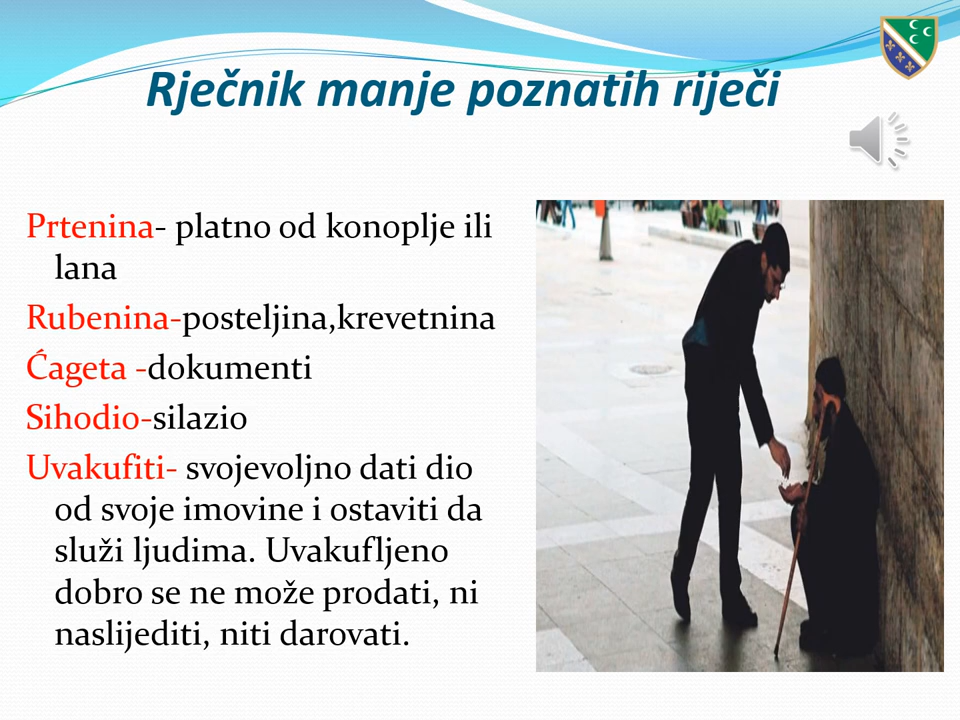 Rječnik manje poznatih riječi
Prtenina- platno od konoplje ili
lana
Rubenina-posteljina,krevetnina
Ćageta -dokumenti
Sihodio-silazio
Uvakufiti- svojevoljno dati dio
od svoje imovine i ostaviti da
služi ljudima. Uvakufljeno
dobro se ne može prodati, ni
naslijediti, niti darovati.